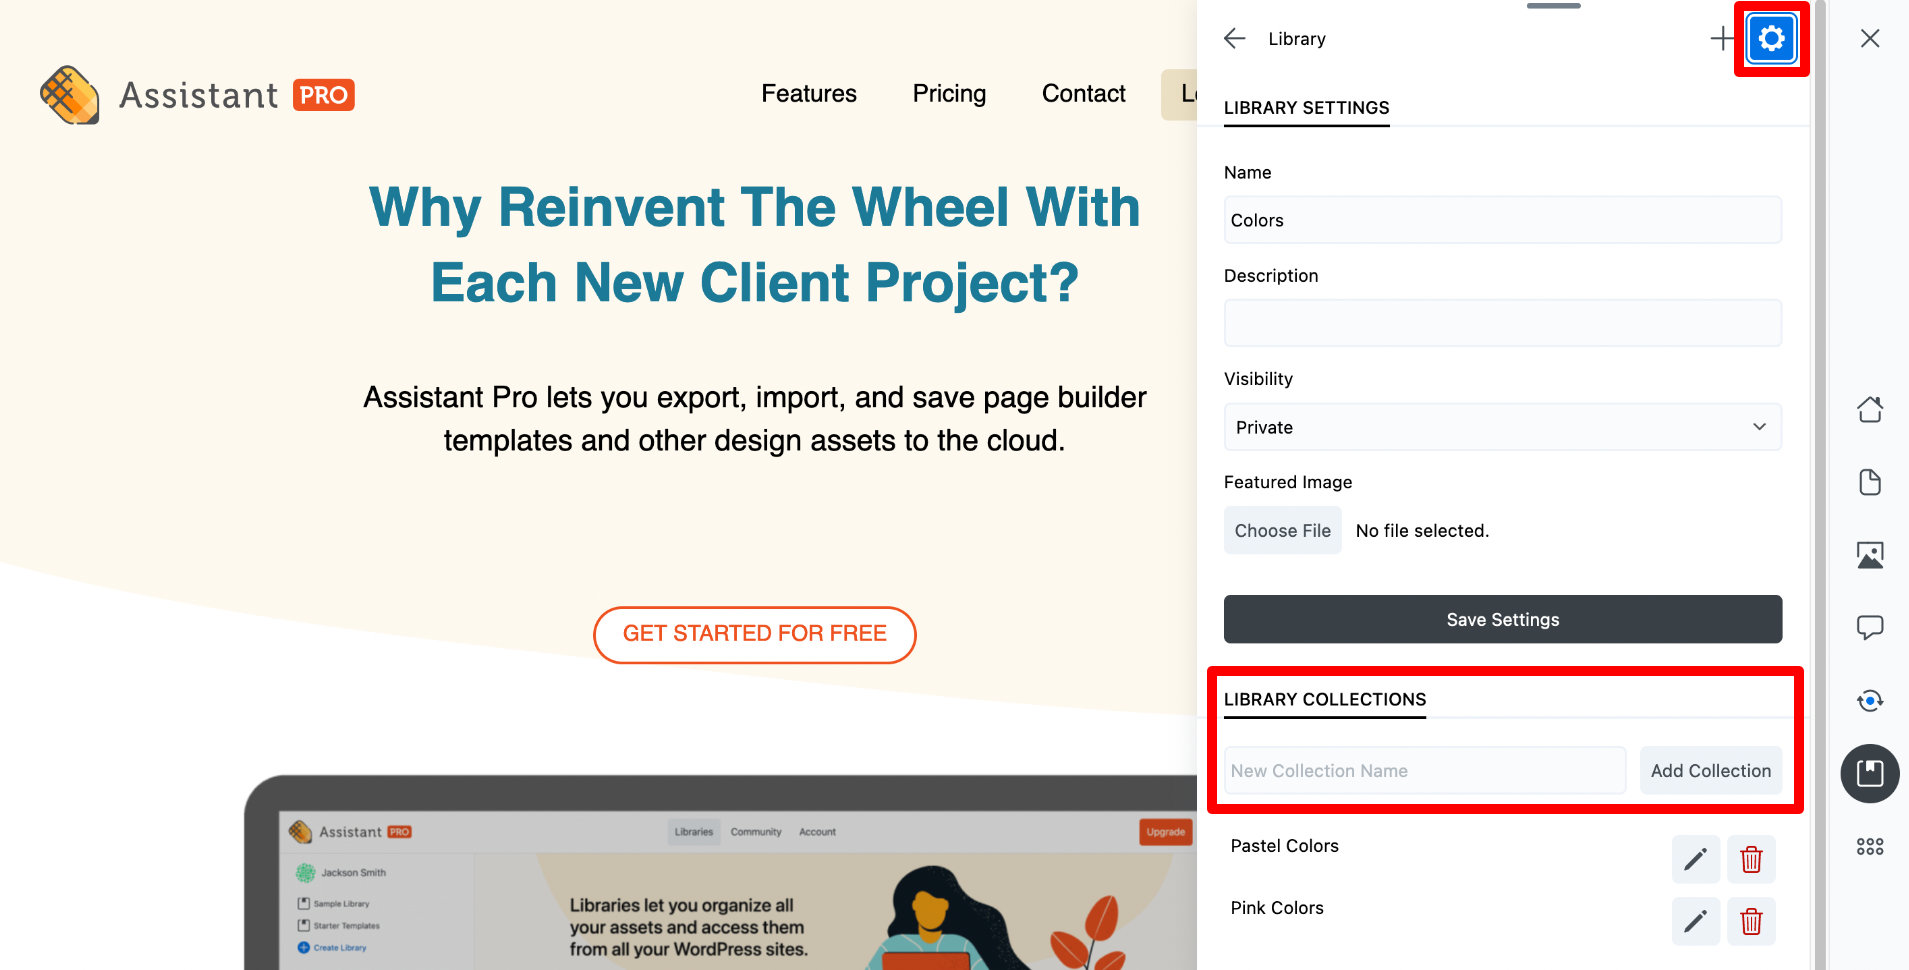 Assistant PRO
Features
Pricing
Contact
Why Reinvent The Wheel With
Each New Client Project?
Assistant Pro lets you export, import, and save page builder
templates and other design assets to the cloud.
GET STARTED FOR FREE
Assistant PRO
Libraries
Community
Account
Upgrade
Jackson Smith
Sample Library
Starter Templates
Create Library
Libraries let you organize all
your assets and access them
from all your WordPress sites.
Library
LIBRARY SETTINGS
Name
Colors
Description
Visibility
Private
Featured Image
Choose File
No file selected.
Save Settings
LIBRARY COLLECTIONS
New Collection Name
Add Collection
Pastel Colors
Pink Colors